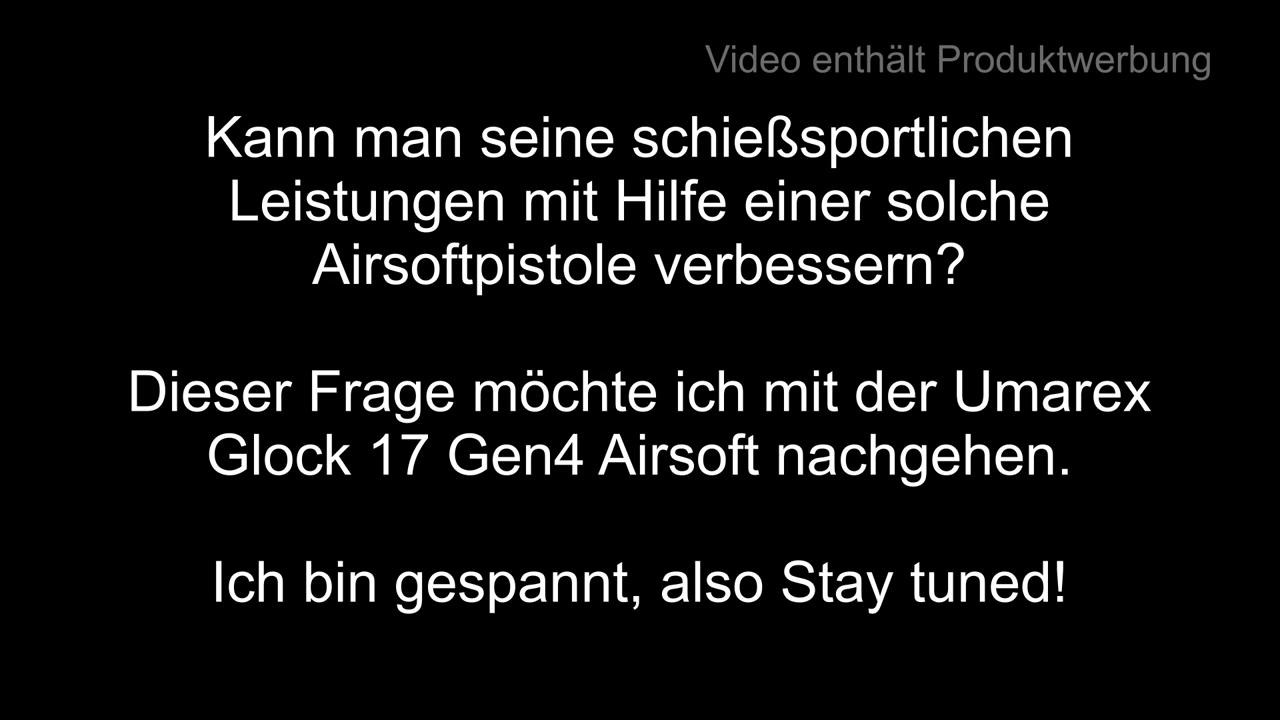 Video enthält Produktwerbung
Kann man seine schießsportlichen
Leistungen mit Hilfe einer solche
Airsoftpistole verbessern?
Dieser Frage möchte ich mit der Umarex
Glock 17 Gen4 Airsoft nachgehen.
Ich bin gespannt, also Stay tuned!